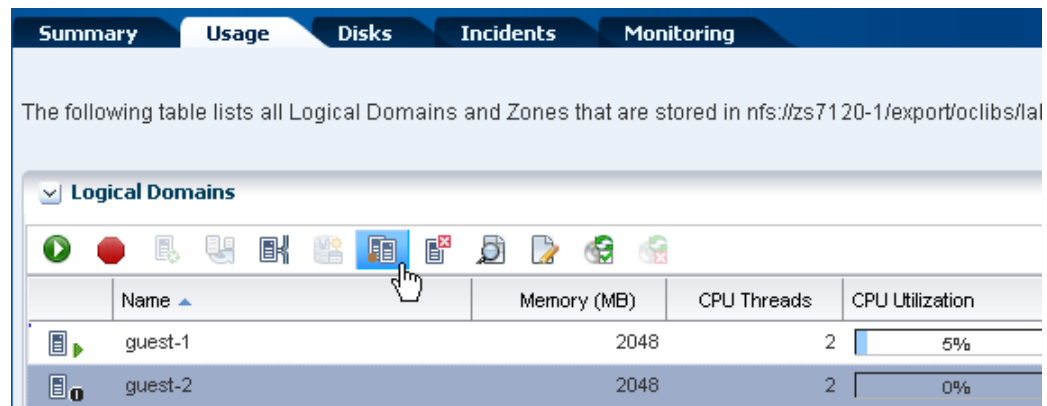 Summary Usage Disks Incidents Monitoring
The following table lists all Logical Domains and Zones that are stored in nfs://zs7120-1/export/oclibs/la
Logical Domains
Name Memory (MB) CPU Threads CPU Utilization
guest-1 2048 2 5%
guest-2 2048 2 0%